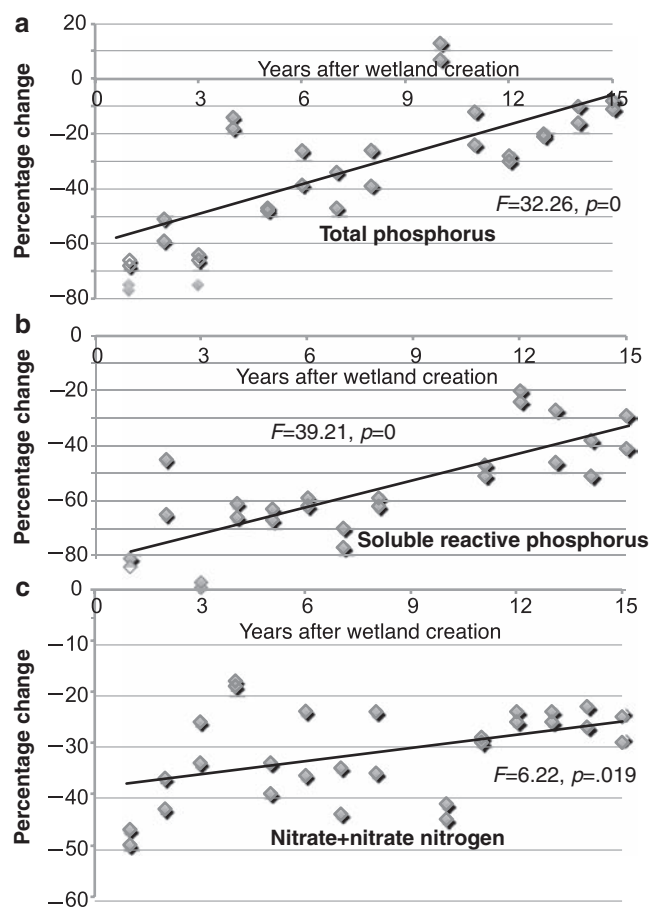 a
Percentage change
20
0
−20
−40
−60
−80
Years after wetland creation
0 3 6 9 12 15
F=32.26, p=0
Total phosphorus
b
Percentage change
0
−20
−40
−60
−80
0 3 6 9 12 15
Years after wetland creation
F=39.21, p=0
Soluble reactive phosphorus
c
Percentage change
0
−10
−20
−30
−40
−50
−60
0 3 6 9 12 15
Years after wetland creation
F=6.22, p=.019
Nitrate+nitrate nitrogen